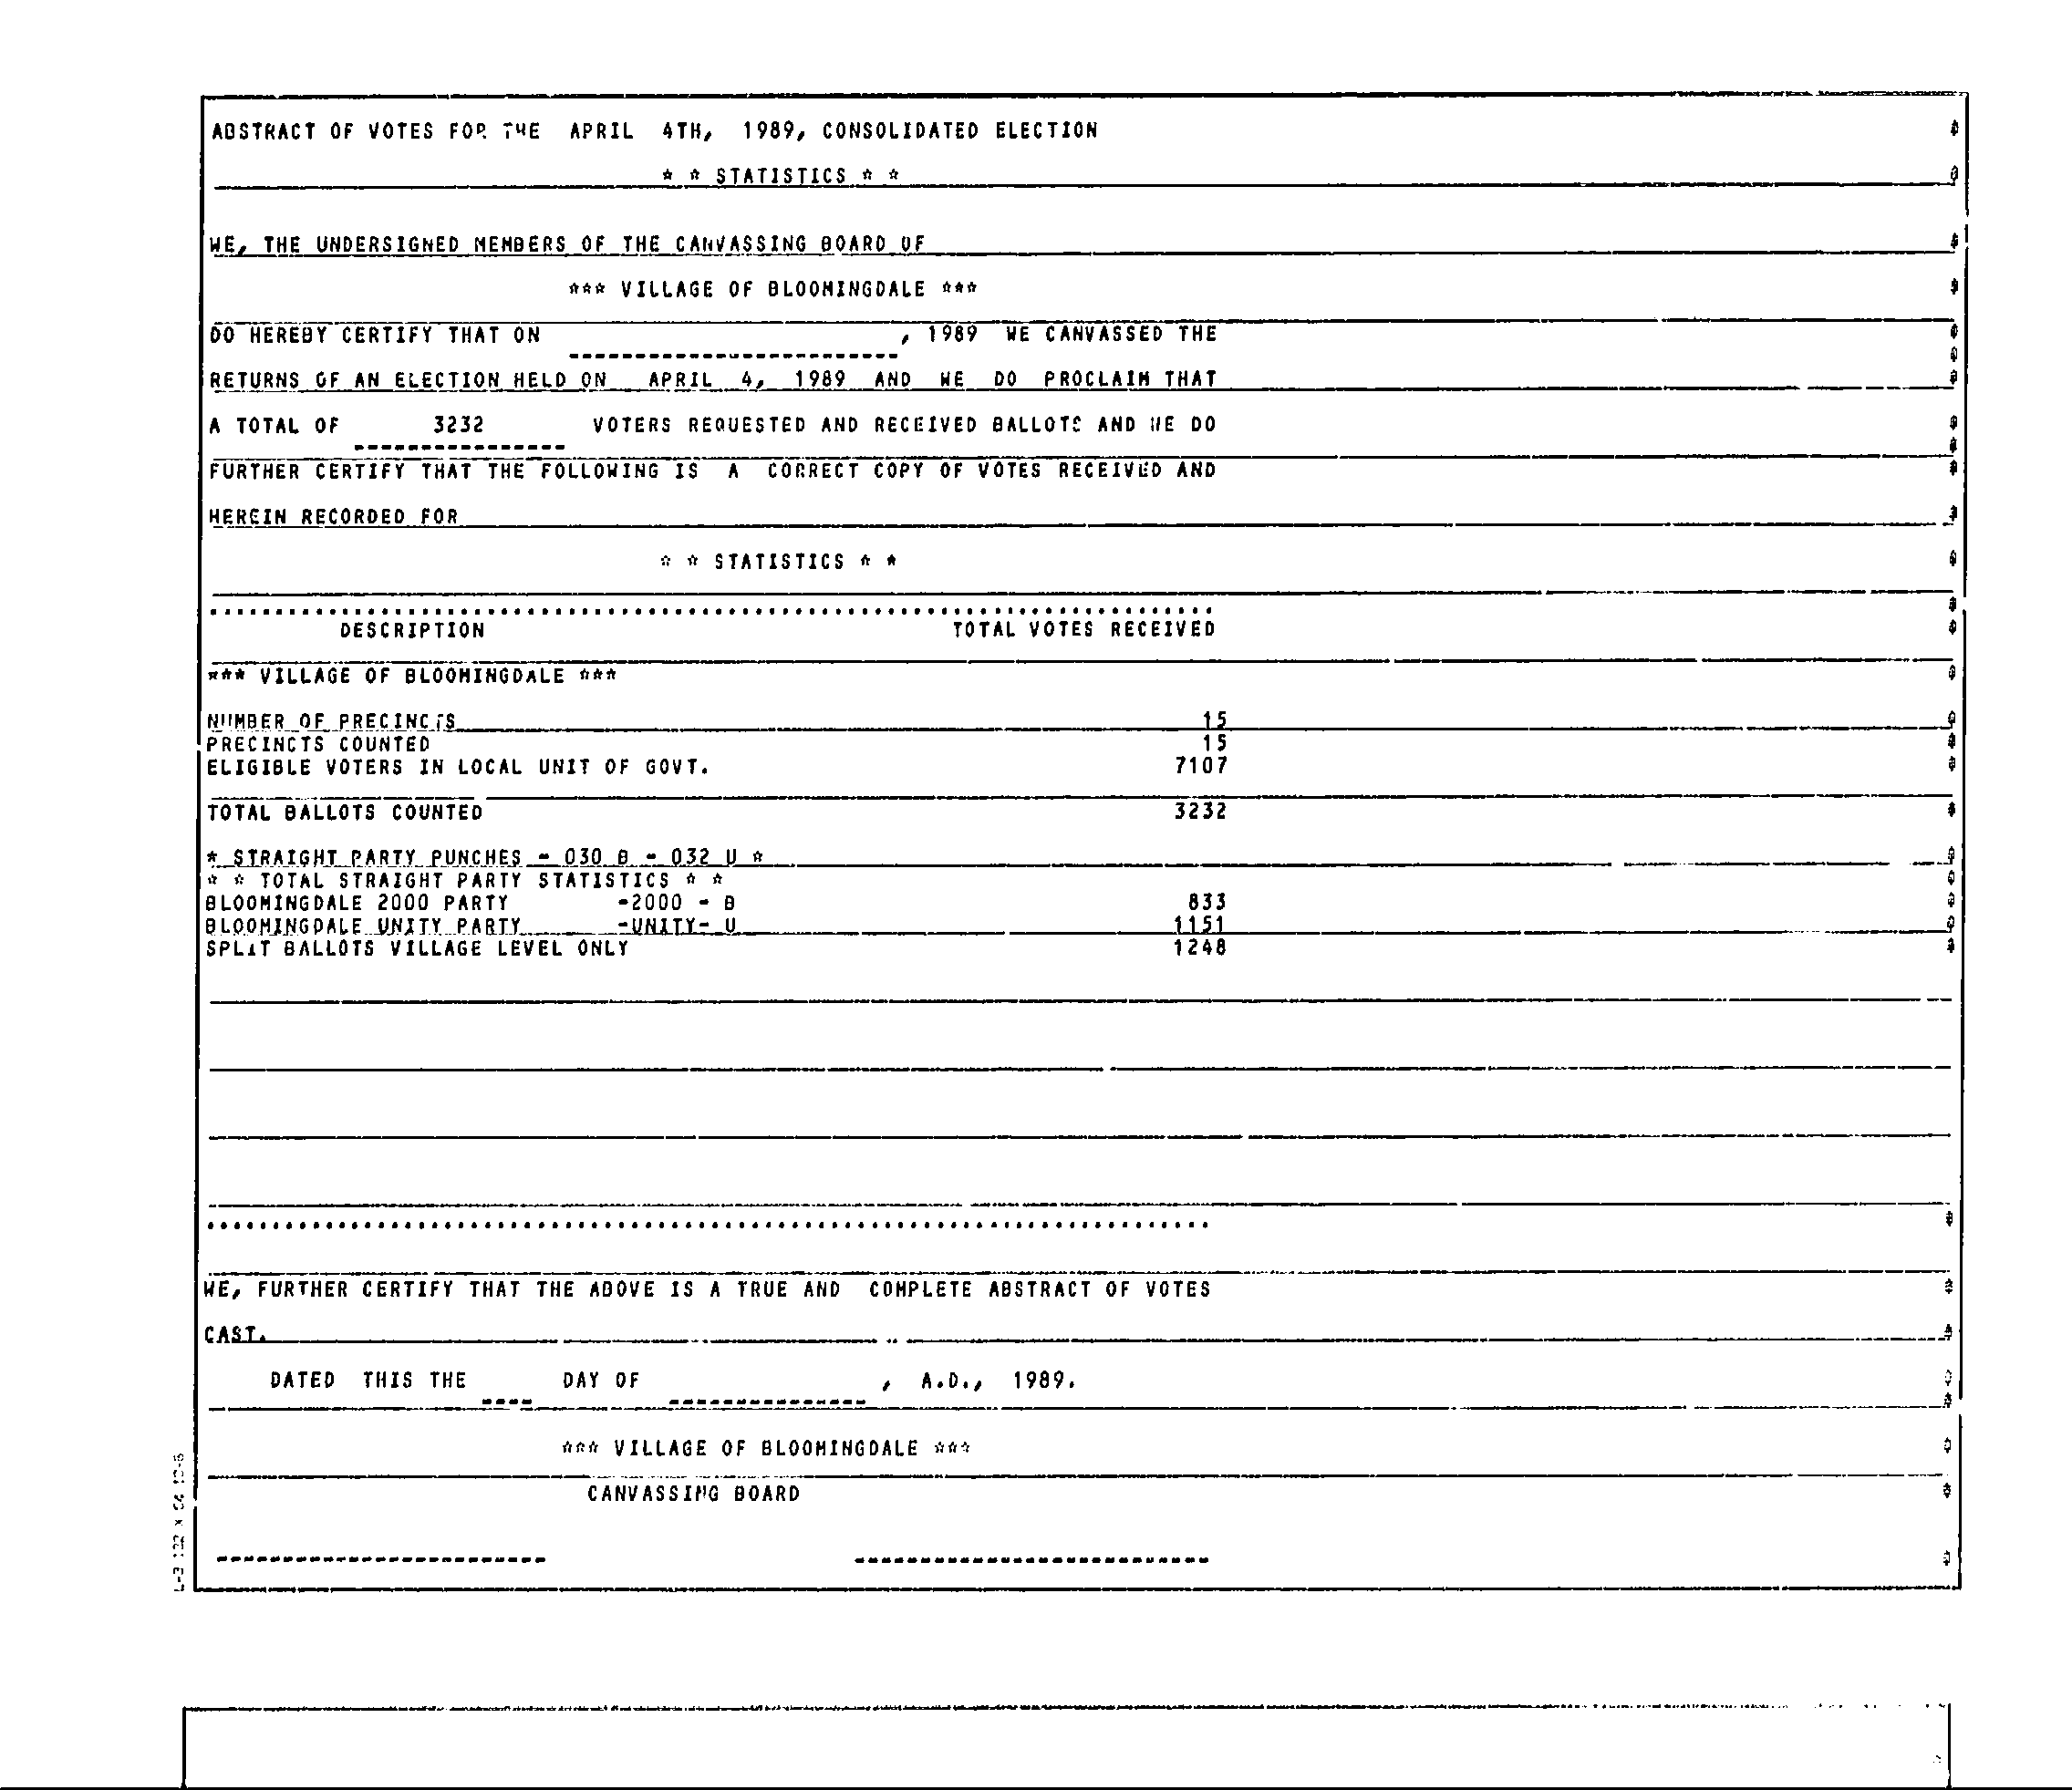 ABSTRACT OF VOTES FOR THE APRIL 4TH, 1989, CONSOLIDATED ELECTION
* * STATISTICS * *
WE, THE UNDERSIGNED MEMBERS OF THE CANVASSING BOARD OF
*** VILLAGE OF BLOOMINGDALE ***
DO HEREBY CERTIFY THAT ON , 1989 WE CANVASSED THE
RETURNS OF AN ELECTION HELD ON APRIL 4, 1989 AND WE DO PROCLAIM THAT
A TOTAL OF 3232 VOTERS REQUESTED AND RECEIVED BALLOTS AND WE DO
FURTHER CERTIFY THAT THE FOLLOWING IS A CORRECT COPY OF VOTES RECEIVED AND
HEREIN RECORDED FOR
* * STATISTICS * *
DESCRIPTION TOTAL VOTES RECEIVED
*** VILLAGE OF BLOOMINGDALE ***
NUMBER OF PRECINCTS 15
PRECINCTS COUNTED 15
ELIGIBLE VOTERS IN LOCAL UNIT OF GOVT. 7107
TOTAL BALLOTS COUNTED 3232
* STRAIGHT PARTY PUNCHES - 030 B - 032 U *
* * TOTAL STRAIGHT PARTY STATISTICS * *
BLOOMINGDALE 2000 PARTY -2000 - B 833
BLOOMINGDALE UNITY PARTY -UNITY- U 1151
SPLIT BALLOTS VILLAGE LEVEL ONLY 1248
WE, FURTHER CERTIFY THAT THE ABOVE IS A TRUE AND COMPLETE ABSTRACT OF VOTES
CAST.
DATED THIS THE DAY OF , A.D., 1989.
*** VILLAGE OF BLOOMINGDALE ***
CANVASSING BOARD